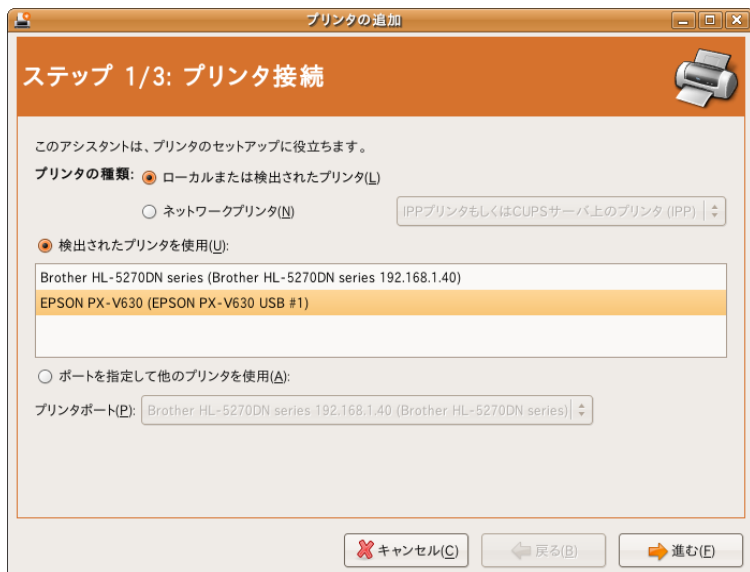 プリンタの追加
ステップ 1/3: プリンタ接続
このアシスタントは、プリンタのセットアップに役立ちます。
プリンタの種類: ローカルまたは検出されたプリンタ(L)
ネットワークプリンタ(N) IPPプリンタもしくはCUPSサーバ上のプリンタ (IPP)
検出されたプリンタを使用(U):
Brother HL-5270DN series (Brother HL-5270DN series 192.168.1.40)
EPSON PX-V630 (EPSON PX-V630 USB #1)
ポートを指定して他のプリンタを使用(A):
プリンタポート(P): Brother HL-5270DN series 192.168.1.40 (Brother HL-5270DN series)
キャンセル(C) 戻る(B) 進む(F)